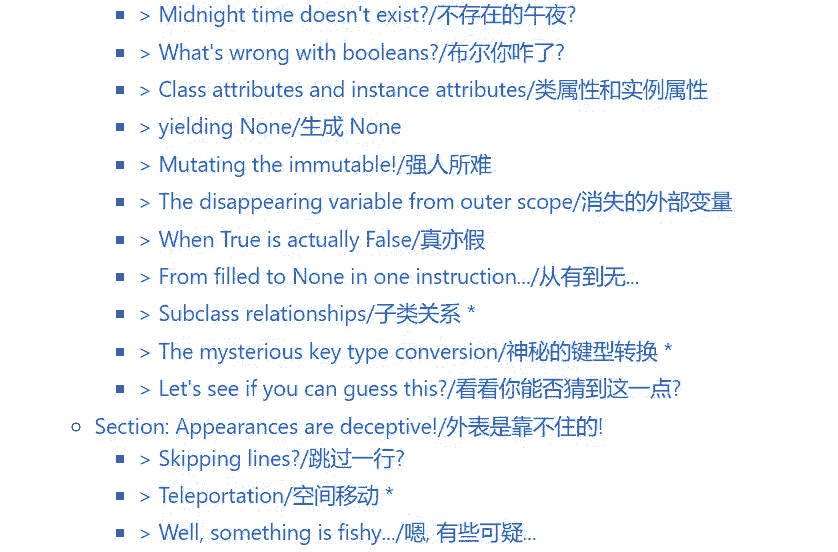 > Midnight time doesn't exist?/不存在的午夜?
> What's wrong with booleans?/布尔你咋了?
> Class attributes and instance attributes/类属性和实例属性
> yielding None/生成 None
> Mutating the immutable!/强人所难
> The disappearing variable from outer scope/消失的外部变量
> When True is actually False/真亦假
> From filled to None in one instruction.../从有到无...
> Subclass relationships/子类关系 *
> The mysterious key type conversion/神秘的键型转换 *
> Let's see if you can guess this?/看看你能否猜到这一点?
Section: Appearances are deceptive!/外表是靠不住的!
> Skipping lines?/跳过一行?
> Teleportation/空间移动 *
> Well, something is fishy.../嗯, 有些可疑...